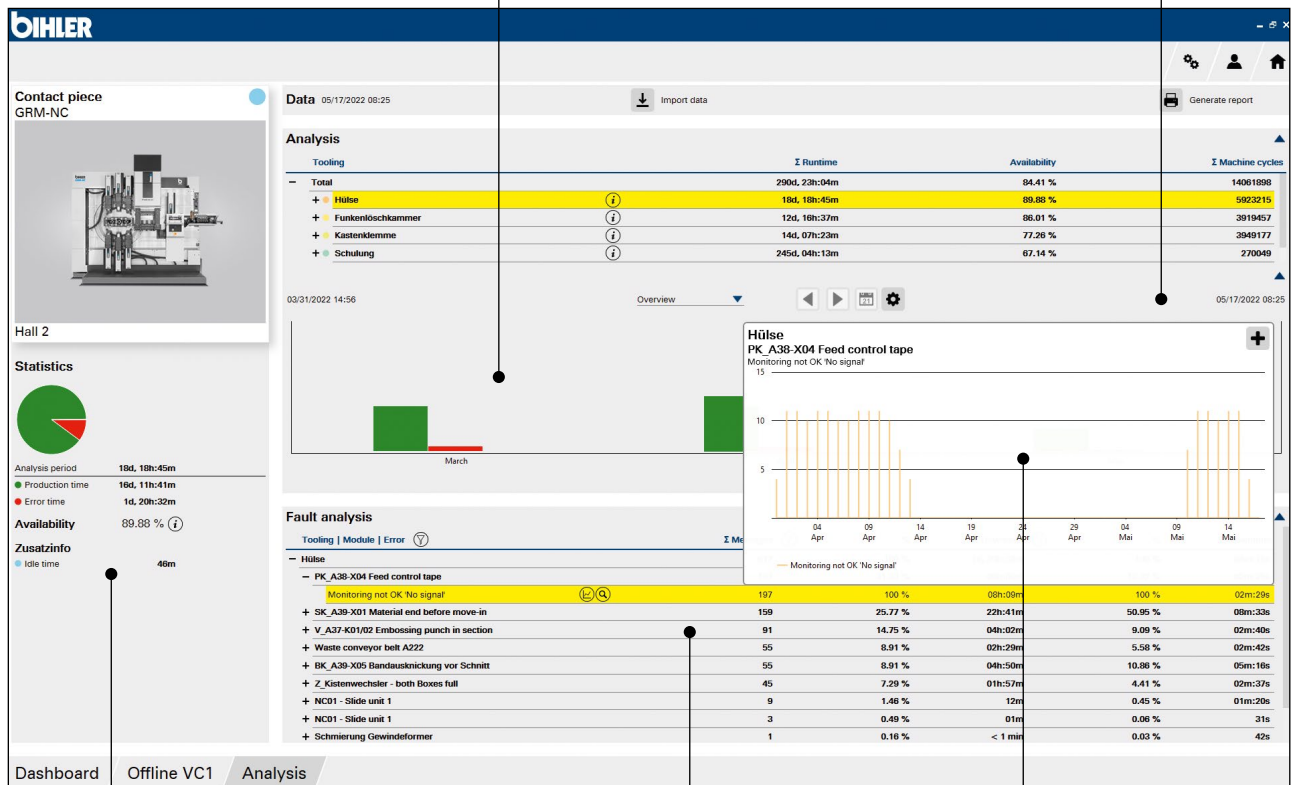 BIHLER
Contact piece
GRM-NC
Hall 2
Statistics
Analysis period 18d, 18h:45m
Production time 16d, 11h:41m
Error time 1d, 20h:32m
Availability 89.88 % i
Zusatzinfo
Idle time 46m
Data 05/17/2022 08:25 Import data Generate report
Analysis
Tooling Σ Runtime Availability Σ Machine cycles
− Total 290d, 23h:04m 84.41 % 14061898
+ Hülse i 18d, 18h:45m 89.88 % 5923215
+ Funkenlöschkammer i 12d, 16h:37m 86.01 % 3919457
+ Kastenklemme i 14d, 07h:23m 77.26 % 3949177
+ Schulung i 245d, 04h:13m 67.14 % 270049
03/31/2022 14:56 Overview 21 05/17/2022 08:25
March
Hülse
PK_A38-X04 Feed control tape
Monitoring not OK 'No signal'
15
10
5
04 09 14 19 24 29 04 09 14
Apr Apr Apr Apr Apr Apr Mai Mai Mai
Monitoring not OK 'No signal'
Fault analysis
Tooling | Module | Error Σ Me
− Hülse
− PK_A38-X04 Feed control tape
Monitoring not OK 'No signal' 197 100 % 08h:09m 100 % 02m:29s
+ SK_A39-X01 Material end before move-in 159 25.77 % 22h:41m 50.95 % 08m:33s
+ V_A37-K01/02 Embossing punch in section 91 14.75 % 04h:02m 9.09 % 02m:40s
+ Waste conveyor belt A222 55 8.91 % 02h:29m 5.58 % 02m:42s
+ BK_A39-X05 Bandausknickung vor Schnitt 55 8.91 % 04h:50m 10.86 % 05m:16s
+ Z_Kistenwechsler - both Boxes full 45 7.29 % 01h:57m 4.41 % 02m:37s
+ NC01 - Slide unit 1 9 1.46 % 12m 0.45 % 01m:20s
+ NC01 - Slide unit 1 3 0.49 % 01m 0.06 % 31s
+ Schmierung Gewindeformer 1 0.16 % < 1 min 0.03 % 42s
Dashboard Offline VC1 Analysis